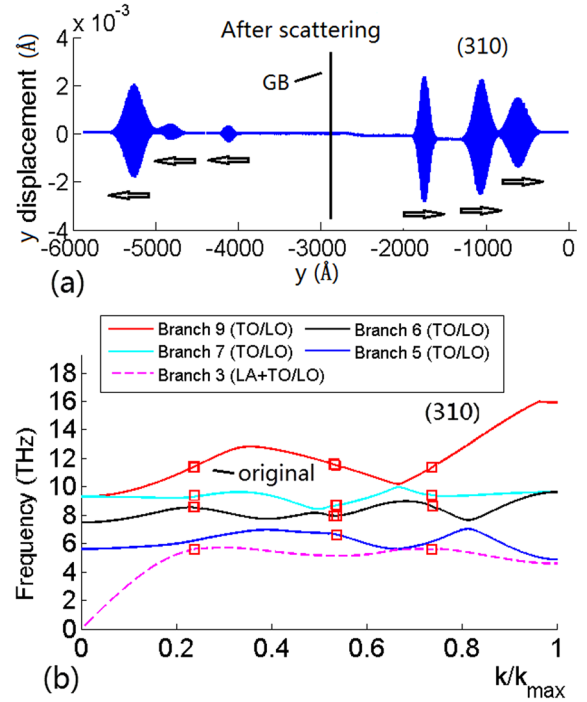 x 10⁻³
After scattering
(310)
GB
y displacement (Å)
4
2
0
-2
-4
-6000 -5000 -4000 -3000 -2000 -1000 0
y (Å)
(a)
Branch 9 (TO/LO)
Branch 6 (TO/LO)
Branch 7 (TO/LO)
Branch 5 (TO/LO)
Branch 3 (LA+TO/LO)
(310)
original
Frequency (THz)
18
16
14
12
10
8
6
4
2
0
0 0.2 0.4 0.6 0.8 1
k/kmax
(b)